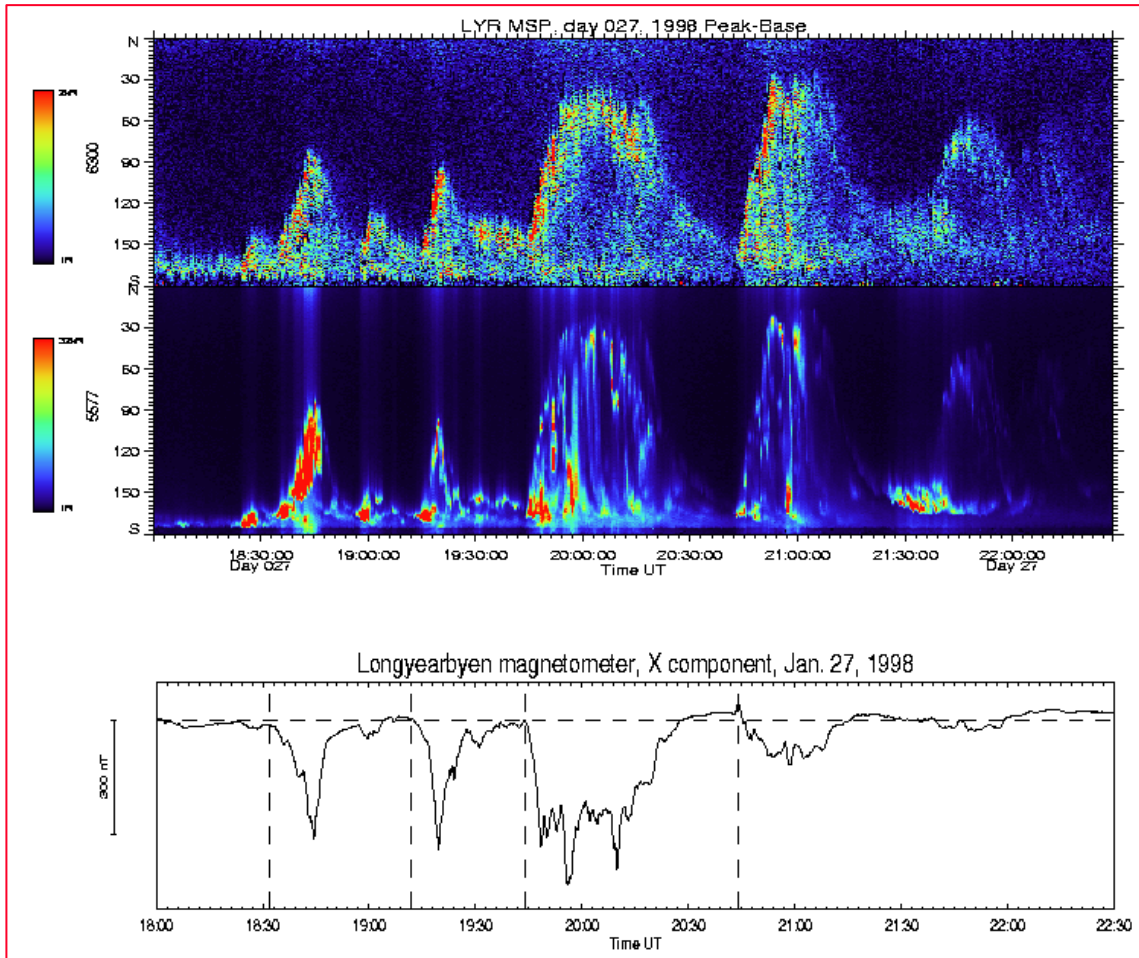 LYR MSP, day 027, 1998 Peak-Base
N
30
60
90
120
150
S
6300
N
30
60
90
120
150
S
5577
18:30:00
19:00:00
19:30:00
20:00:00
20:30:00
21:00:00
21:30:00
22:00:00
Day 027
Time UT
Day 27
Longyearbyen magnetometer, X component, Jan. 27, 1998
300 nT
18:00
18:30
19:00
19:30
20:00
20:30
21:00
21:30
22:00
22:30
Time UT